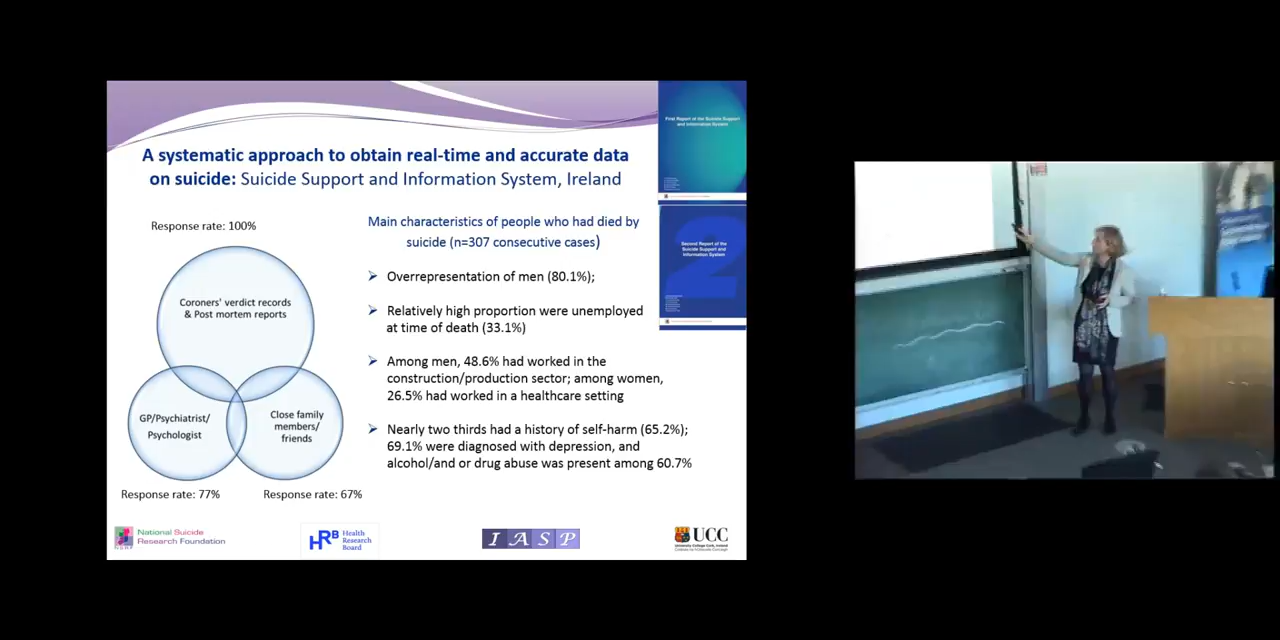 First Report of the Suicide Support
and Information System
A systematic approach to obtain real-time and accurate data
on suicide: Suicide Support and Information System, Ireland
Response rate: 100%
Coroners' verdict records
& Post mortem reports
GP/Psychiatrist/
Psychologist
Close family
members/
friends
Response rate: 77%
Response rate: 67%
Main characteristics of people who had died by
suicide (n=307 consecutive cases)
Second Report of the
Suicide Support and
Information System
2
➢ Overrepresentation of men (80.1%);
➢ Relatively high proportion were unemployed
at time of death (33.1%)
➢ Among men, 48.6% had worked in the
construction/production sector; among women,
26.5% had worked in a healthcare setting
➢ Nearly two thirds had a history of self-harm (65.2%);
69.1% were diagnosed with depression, and
alcohol/and or drug abuse was present among 60.7%
National Suicide
Research Foundation
HRB Health
Research
Board
IASP
UCC
University College Cork, Ireland